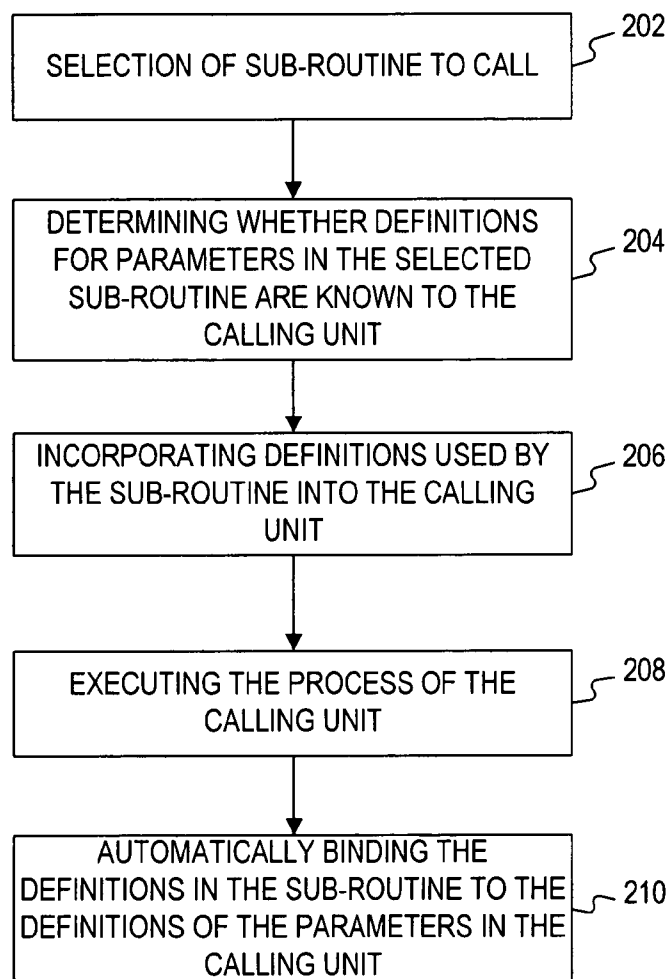 SELECTION OF SUB-ROUTINE TO CALL
202
DETERMINING WHETHER DEFINITIONS
FOR PARAMETERS IN THE SELECTED
SUB-ROUTINE ARE KNOWN TO THE
CALLING UNIT
204
INCORPORATING DEFINITIONS USED BY
THE SUB-ROUTINE INTO THE CALLING
UNIT
206
EXECUTING THE PROCESS OF THE
CALLING UNIT
208
AUTOMATICALLY BINDING THE
DEFINITIONS IN THE SUB-ROUTINE TO THE
DEFINITIONS OF THE PARAMETERS IN THE
CALLING UNIT
210